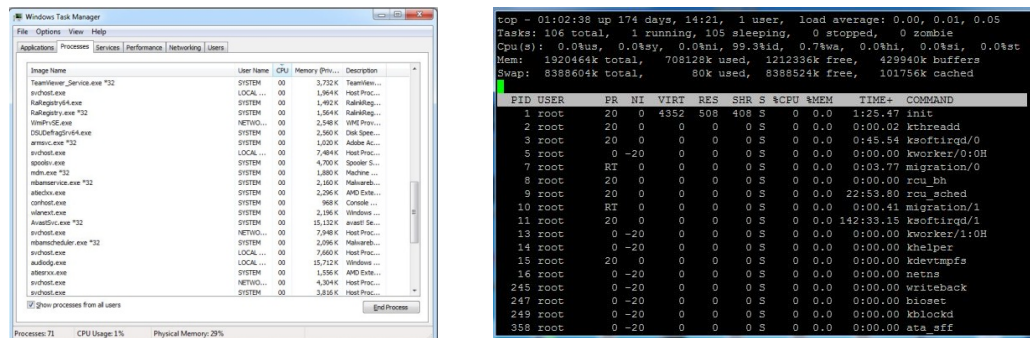 Windows Task Manager
File Options View Help
Applications Processes Services Performance Networking Users
Image Name User Name CPU Memory (Priv... Description
TeamViewer_Service.exe *32 SYSTEM 00 3,732 K TeamView...
svchost.exe LOCAL ... 00 1,964 K Host Proc...
RaRegistry64.exe SYSTEM 00 1,492 K RalinkReg...
RaRegistry.exe *32 SYSTEM 00 1,564 K RalinkReg...
WmiPrvSE.exe NETWO... 00 2,548 K WMI Prov...
DSUDefragSrv64.exe SYSTEM 00 2,560 K Disk Spee...
armsvc.exe *32 SYSTEM 00 1,020 K Adobe Ac...
svchost.exe LOCAL ... 00 7,484 K Host Proc...
spoolsv.exe SYSTEM 00 4,700 K Spooler S...
mdm.exe *32 SYSTEM 00 1,880 K Machine ...
mbamservice.exe *32 SYSTEM 00 2,160 K Malwareb...
atieclxx.exe SYSTEM 00 2,296 K AMD Exte...
conhost.exe SYSTEM 00 968 K Console ...
wlanext.exe SYSTEM 00 2,196 K Windows ...
AvastSvc.exe *32 SYSTEM 00 15,132 K avast! Se...
svchost.exe NETWO... 00 7,948 K Host Proc...
mbamscheduler.exe *32 SYSTEM 00 2,096 K Malwareb...
svchost.exe LOCAL ... 00 7,660 K Host Proc...
audiodg.exe LOCAL ... 00 15,712 K Windows ...
atiesrxx.exe SYSTEM 00 1,556 K AMD Exte...
svchost.exe NETWO... 00 4,304 K Host Proc...
svchost.exe SYSTEM 00 3,816 K Host Proc...
Show processes from all users End Process
Processes: 71 CPU Usage: 1% Physical Memory: 29%
top - 01:02:38 up 174 days, 14:21, 1 user, load average: 0.00, 0.01, 0.05
Tasks: 106 total, 1 running, 105 sleeping, 0 stopped, 0 zombie
Cpu(s): 0.0%us, 0.0%sy, 0.0%ni, 99.3%id, 0.7%wa, 0.0%hi, 0.0%si, 0.0%st
Mem: 1920464k total, 708128k used, 1212336k free, 429940k buffers
Swap: 8388604k total, 80k used, 8388524k free, 101756k cached
PID USER PR NI VIRT RES SHR S %CPU %MEM TIME+ COMMAND
1 root 20 0 4352 508 408 S 0 0.0 1:25.47 init
2 root 20 0 0 0 0 S 0 0.0 0:00.02 kthreadd
3 root 20 0 0 0 0 S 0 0.0 0:45.54 ksoftirqd/0
5 root 0 -20 0 0 0 S 0 0.0 0:00.00 kworker/0:0H
7 root RT 0 0 0 0 S 0 0.0 0:03.77 migration/0
8 root 20 0 0 0 0 S 0 0.0 0:00.00 rcu_bh
9 root 20 0 0 0 0 S 0 0.0 22:53.80 rcu_sched
10 root RT 0 0 0 0 S 0 0.0 0:00.41 migration/1
11 root 20 0 0 0 0 S 0 0.0 142:33.15 ksoftirqd/1
13 root 0 -20 0 0 0 S 0 0.0 0:00.00 kworker/1:0H
14 root 0 -20 0 0 0 S 0 0.0 0:00.00 khelper
15 root 20 0 0 0 0 S 0 0.0 0:00.00 kdevtmpfs
16 root 0 -20 0 0 0 S 0 0.0 0:00.00 netns
245 root 0 -20 0 0 0 S 0 0.0 0:00.00 writeback
247 root 0 -20 0 0 0 S 0 0.0 0:00.00 bioset
249 root 0 -20 0 0 0 S 0 0.0 0:00.00 kblockd
358 root 0 -20 0 0 0 S 0 0.0 0:00.00 ata_sff